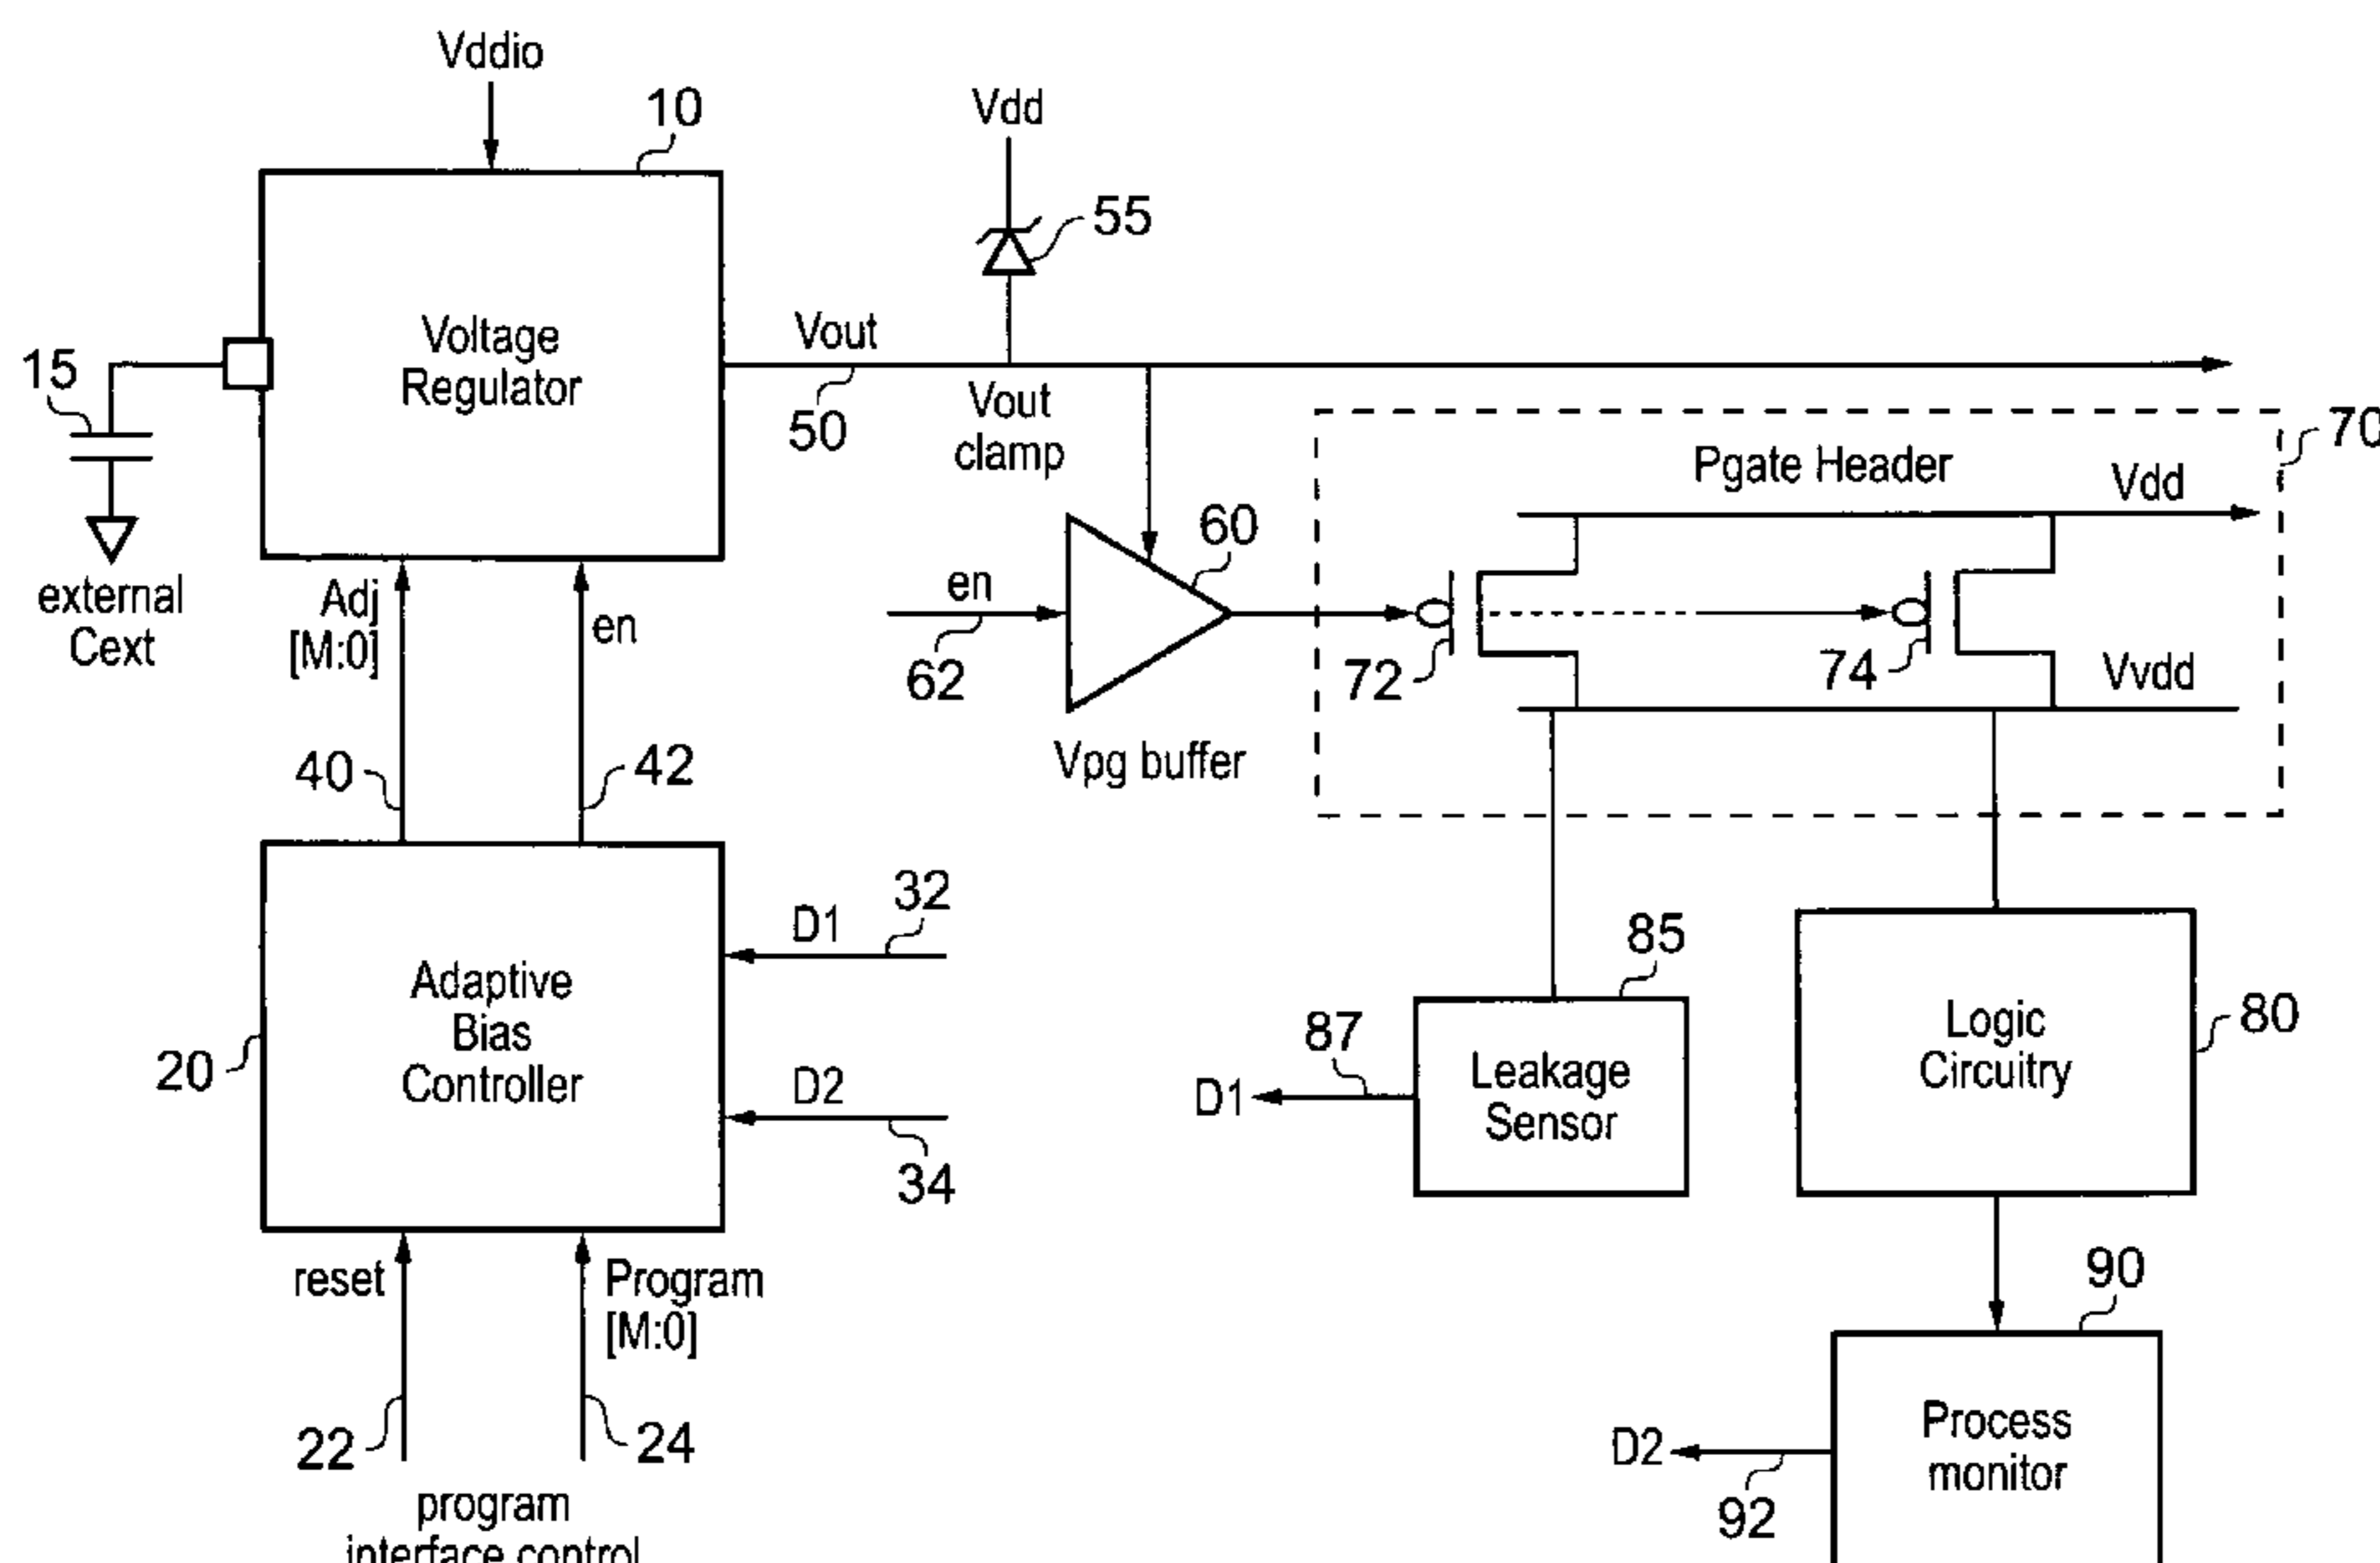 Vddio
10
Vdd
55
Voltage
Regulator
15
external
Cext
Vout
50
Vout
clamp
70
Pgate Header
Vdd
60
en
62
72
74
Vvdd
Vpg buffer
Adj
[M:0]
en
40
42
Adaptive
Bias
Controller
20
D1
32
D2
34
85
87
D1
Leakage
Sensor
Logic
Circuitry
80
reset
Program
[M:0]
22
24
program
interface control
90
Process
monitor
D2
92